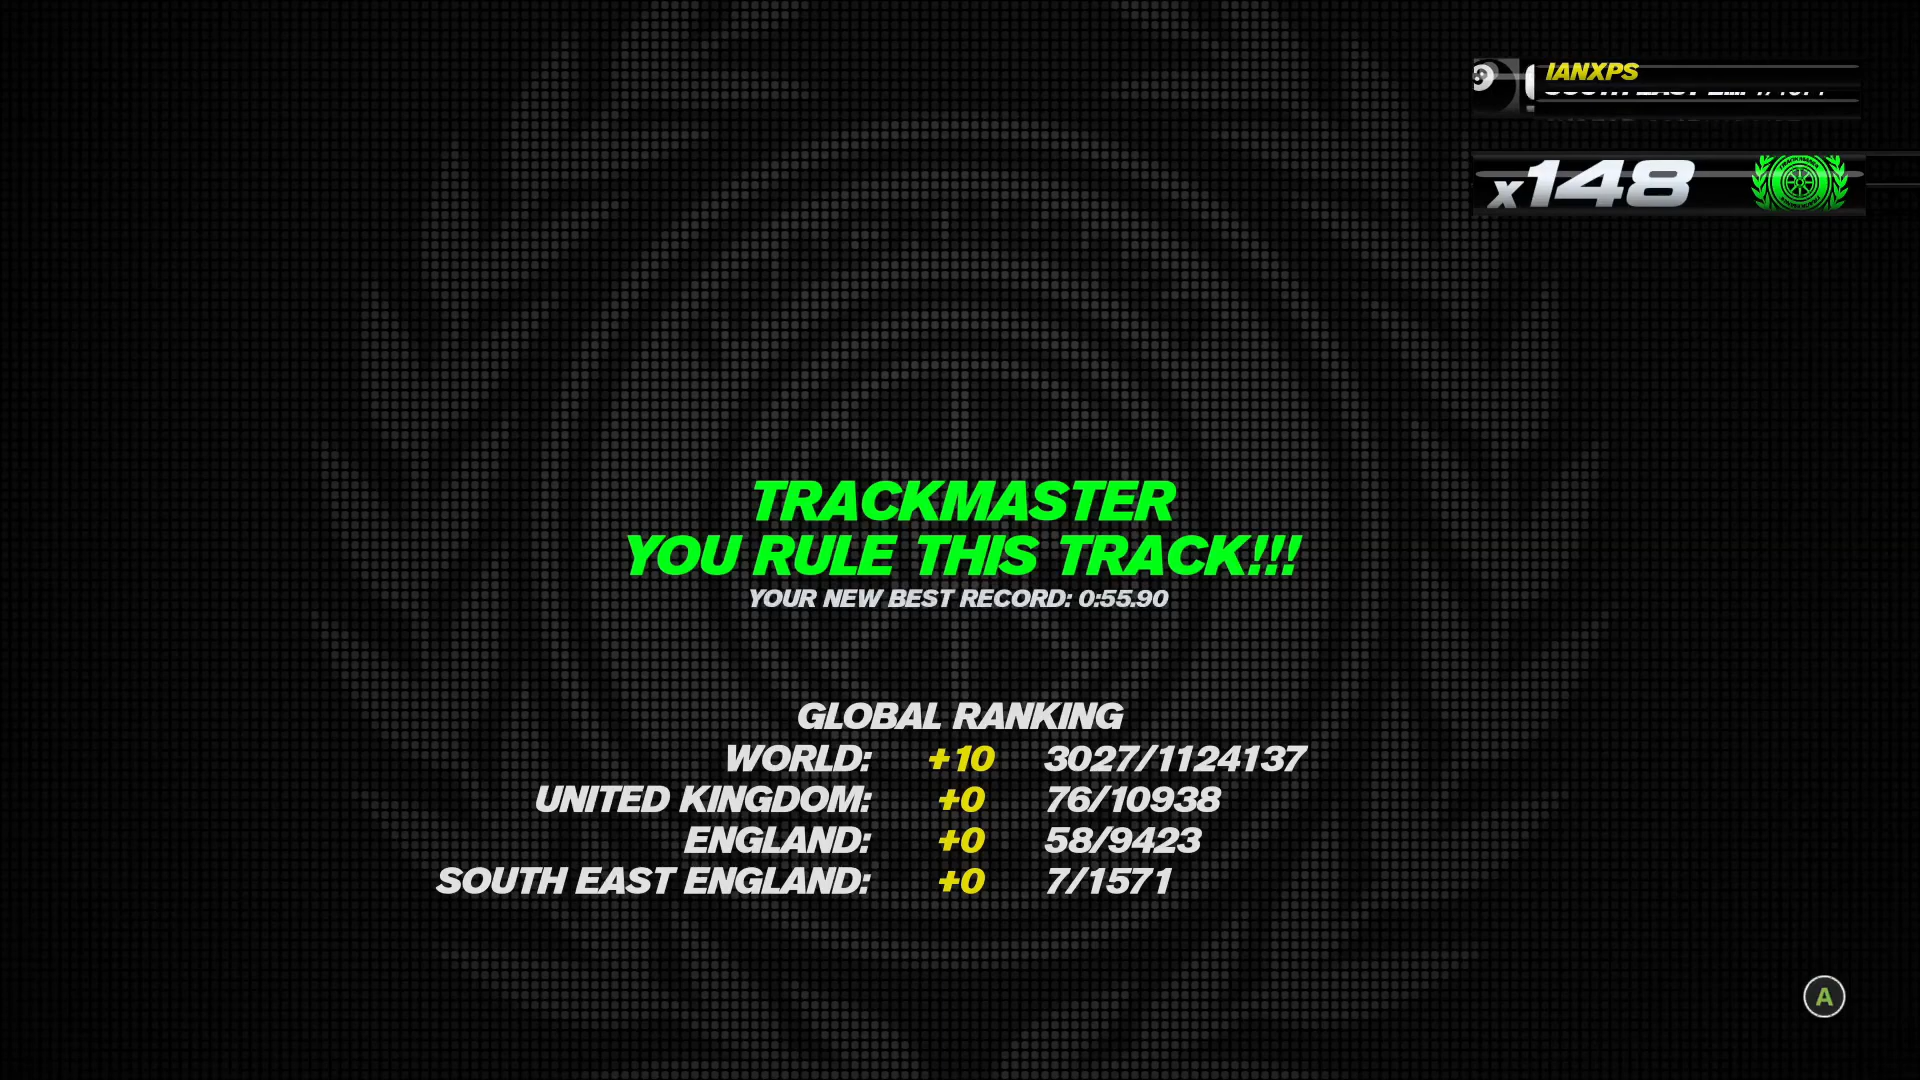 IANXPS
x148
TRACKMASTER
YOU RULE THIS TRACK!!!
YOUR NEW BEST RECORD: 0:55.90
GLOBAL RANKING
WORLD: +10 3027/1124137
UNITED KINGDOM: +0 76/10938
ENGLAND: +0 58/9423
SOUTH EAST ENGLAND: +0 7/1571
A